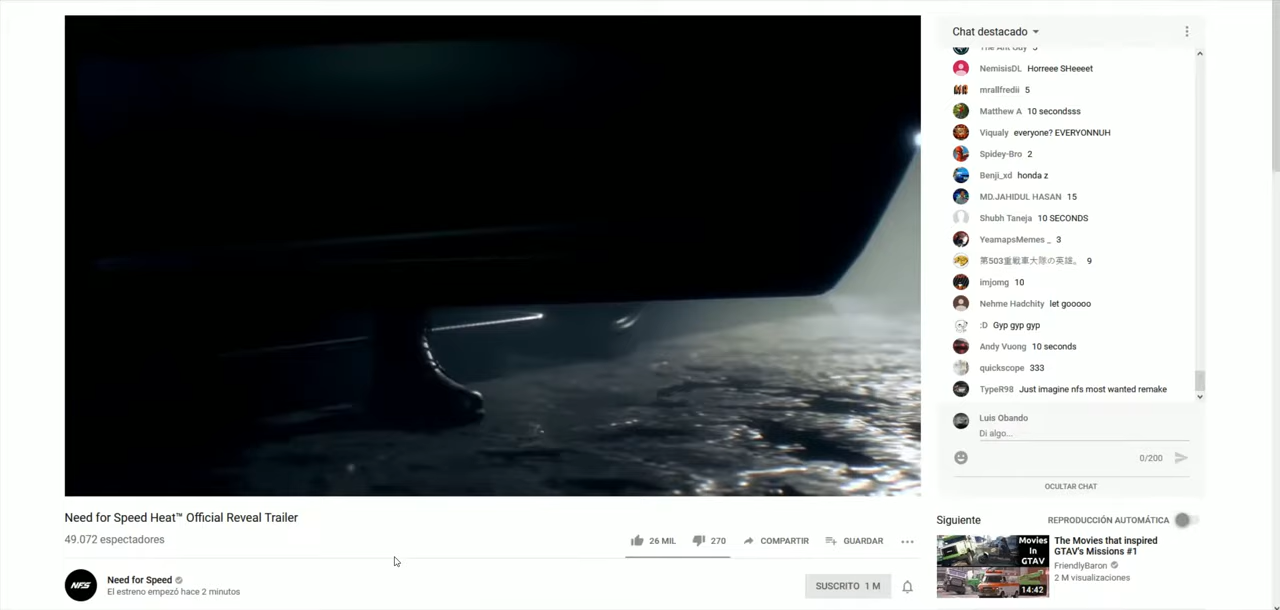 Chat destacado
The Ant Guy 5
NemisisDL Horreee SHeeeet
mrallfredii 5
Matthew A 10 secondsss
Viqualy everyone? EVERYONNUH
Spidey-Bro 2
Benji_xd honda z
MD.JAHIDUL HASAN 15
Shubh Taneja 10 SECONDS
YeamapsMemes _ 3
第503重戦車大隊の英雄。 9
imjomg 10
Nehme Hadchity let gooooo
:D Gyp gyp gyp
Andy Vuong 10 seconds
quickscope 333
TypeR98 Just imagine nfs most wanted remake
Luis Obando
Di algo...
0/200
OCULTAR CHAT
Need for Speed Heat™ Official Reveal Trailer
49.072 espectadores
26 MIL 270 COMPARTIR GUARDAR
NFS
Need for Speed
El estreno empezó hace 2 minutos
SUSCRITO 1 M
Siguiente REPRODUCCIÓN AUTOMÁTICA
Movies In GTAV
14:42
The Movies that inspired
GTAV's Missions #1
FriendlyBaron
2 M visualizaciones